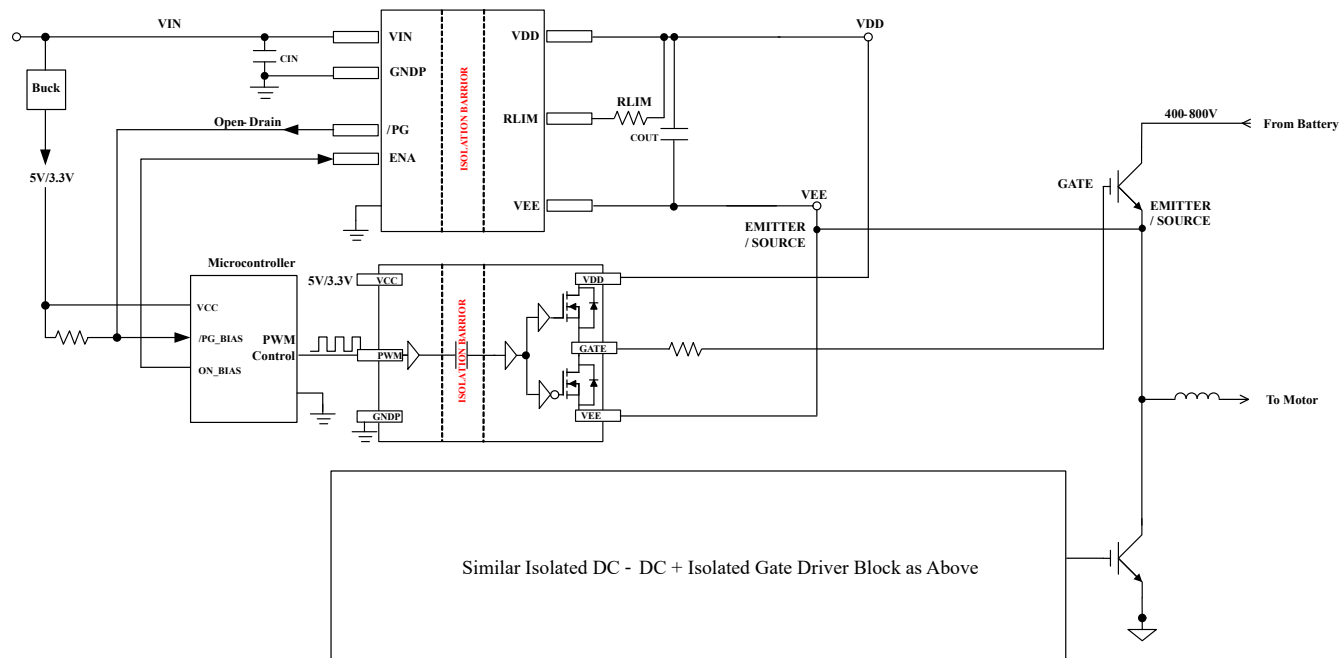 VIN
VDD
VIN
VDD
CIN
GNDP
Buck
ISOLATION BARRIOR
RLIM
RLIM
COUT
400-800V
From Battery
Open- Drain
/PG
ENA
5V/3.3V
GATE
VEE
VEE
EMITTER
/ SOURCE
EMITTER
/ SOURCE
Microcontroller
5V/3.3V
VCC
VDD
VCC
ISOLATION BARRIOR
/PG_BIAS
PWM
Control
PWM
GATE
ON_BIAS
GNDP
VEE
To Motor
Similar Isolated DC - DC + Isolated Gate Driver Block as Above